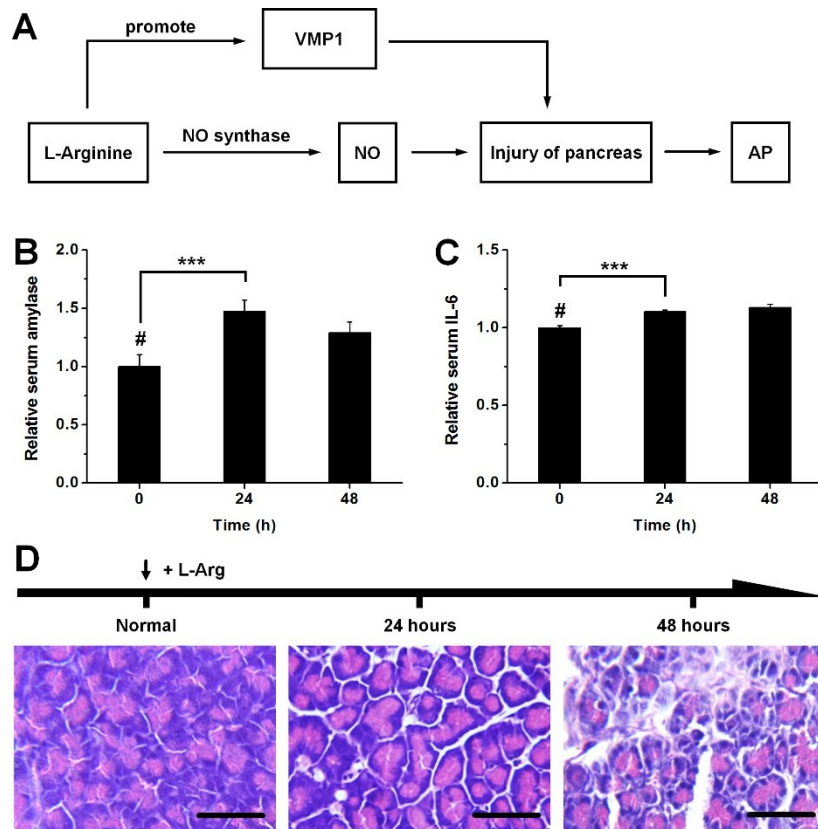 A
promote
VMP1
L-Arginine
NO synthase
NO
Injury of pancreas
AP
B
Relative serum amylase
2.0
1.5
1.0
0.5
0.0
#
***
0 24 48
Time (h)
C
Relative serum IL-6
1.5
1.0
0.5
0.0
#
***
0 24 48
Time (h)
D
+ L-Arg
Normal 24 hours 48 hours